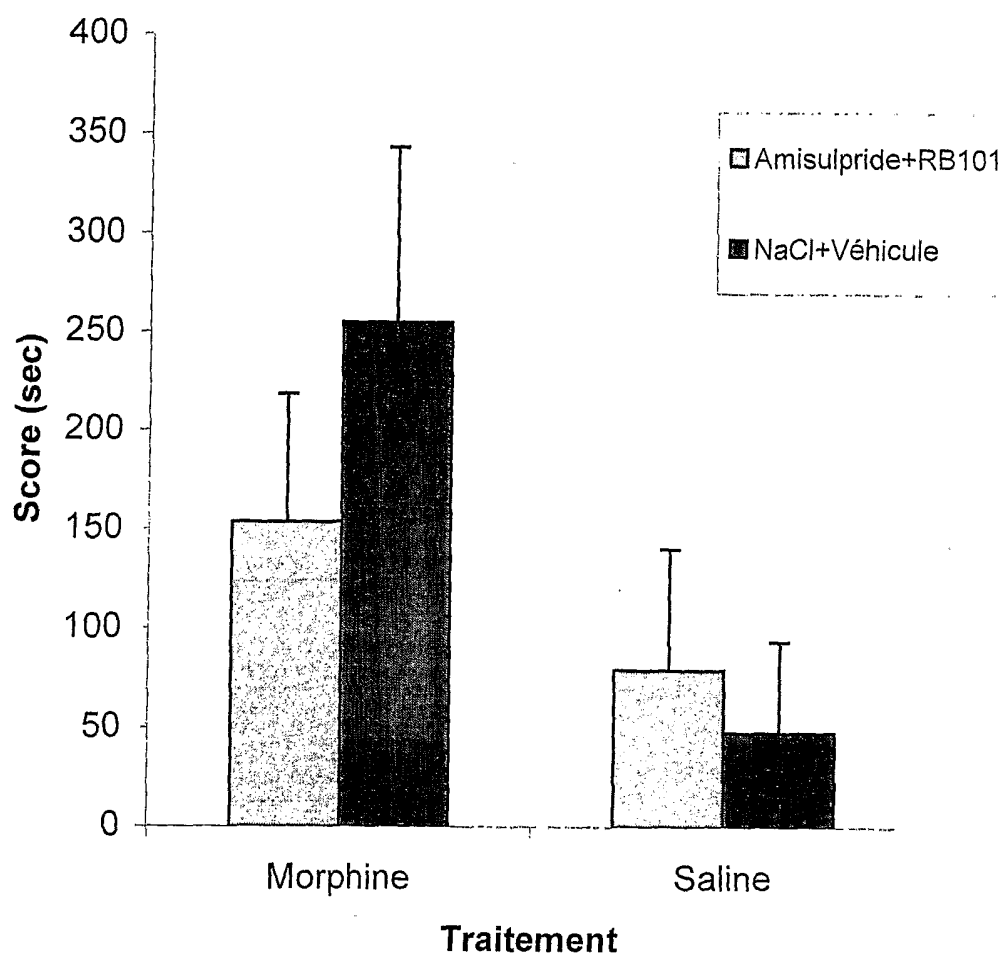 400
350
300
250
200
150
100
50
0
Score (sec)
Amisulpride+RB101
NaCl+Véhicule
Morphine
Saline
Traitement